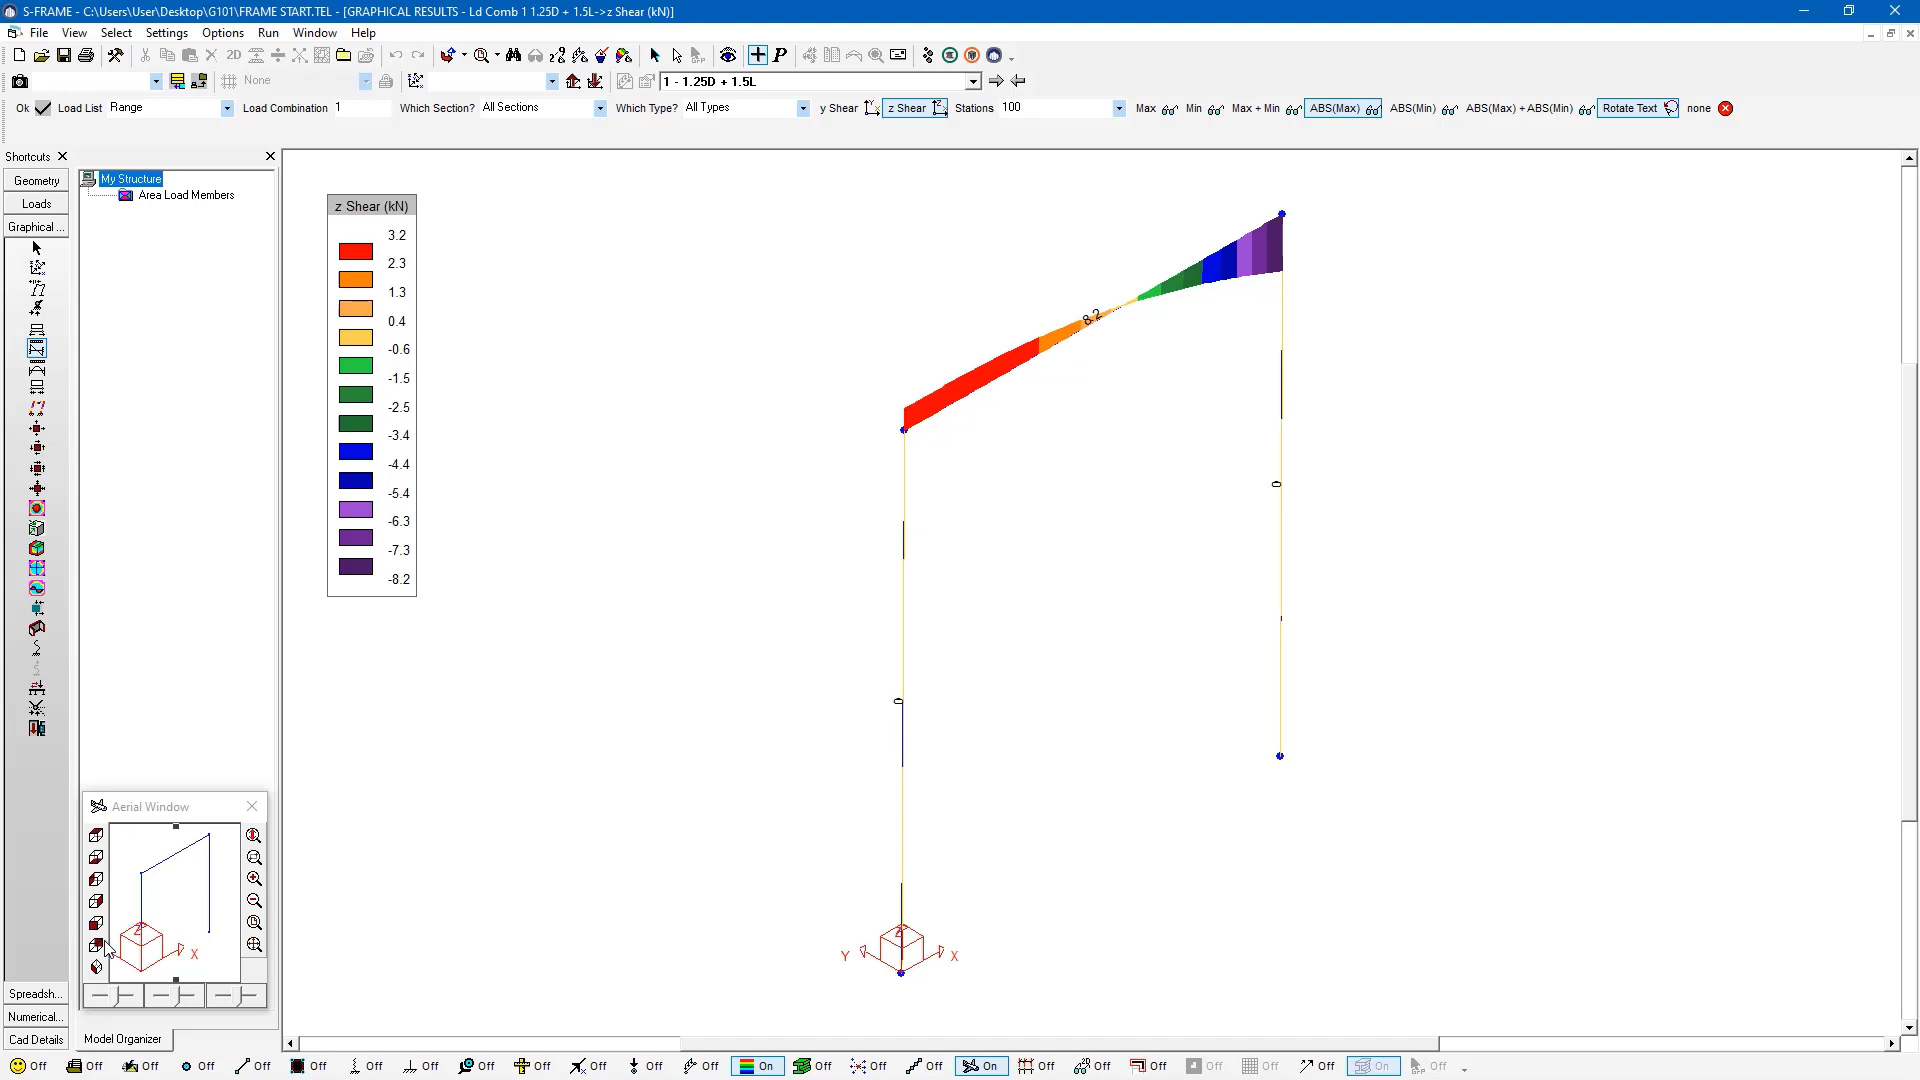 S-FRAME - C:\Users\User\Desktop\G101\FRAME START.TEL - [GRAPHICAL RESULTS - Ld Comb 1 1.25D + 1.5L->z Shear (kN)]
File View Select Settings Options Run Window Help
2D P
None 1 - 1.25D + 1.5L
Ok Load List Range Load Combination 1 Which Section? All Sections Which Type? All Types y Shear z Shear Stations 100 Max Min Max + Min ABS(Max) ABS(Min) ABS(Max) + ABS(Min) Rotate Text none
Shortcuts
Geometry
Loads
Graphical ...
My Structure
Area Load Members
z Shear (kN)
3.2
2.3
1.3
0.4
-0.6
-1.5
-2.5
-3.4
-4.4
-5.4
-6.3
-7.3
-8.2
8.2
0
0
Y Z X
Aerial Window
Z X
Spreadsh...
Numerical...
Cad Details
Model Organizer
Off Off Off Off Off Off Off Off Off Off Off Off Off On Off Off Off On Off Off Off Off Off Off On Off